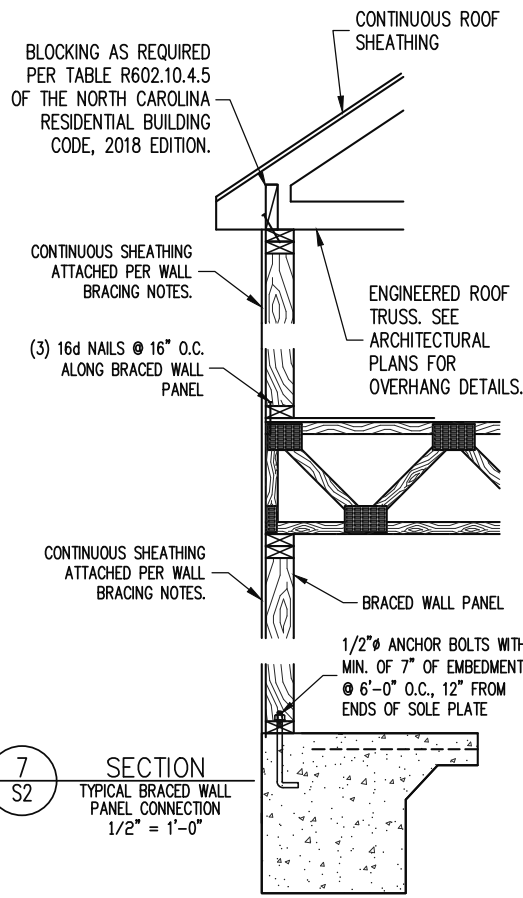 CONTINUOUS ROOF
SHEATHING
BLOCKING AS REQUIRED
PER TABLE R602.10.4.5
OF THE NORTH CAROLINA
RESIDENTIAL BUILDING
CODE, 2018 EDITION.
CONTINUOUS SHEATHING
ATTACHED PER WALL
BRACING NOTES.
ENGINEERED ROOF
TRUSS. SEE
ARCHITECTURAL
PLANS FOR
OVERHANG DETAILS.
(3) 16d NAILS @ 16" O.C.
ALONG BRACED WALL
PANEL
CONTINUOUS SHEATHING
ATTACHED PER WALL
BRACING NOTES.
BRACED WALL PANEL
1/2"ø ANCHOR BOLTS WITH
MIN. OF 7" OF EMBEDMENT
@ 6'-0" O.C., 12" FROM
ENDS OF SOLE PLATE
7
S2
SECTION
TYPICAL BRACED WALL
PANEL CONNECTION
1/2" = 1'-0"